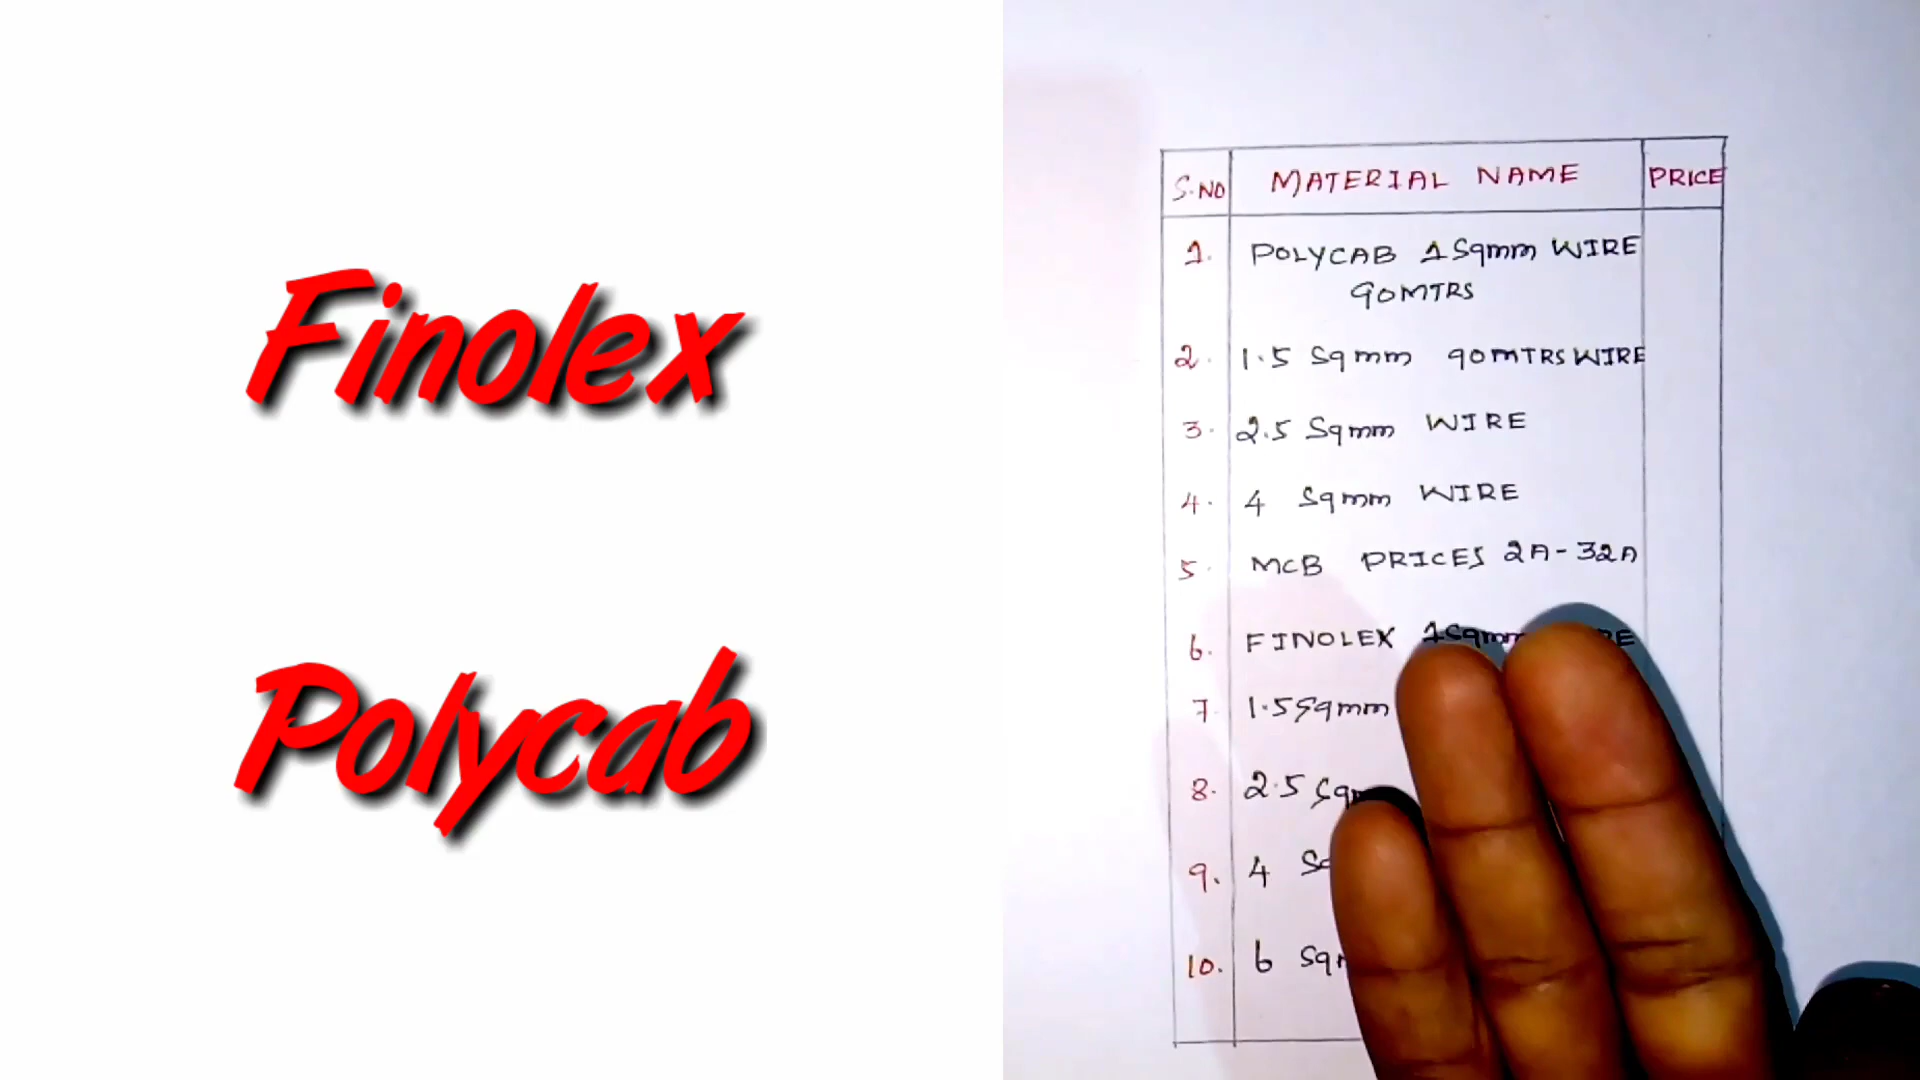 Finolex
Polycab
S.NO MATERIAL NAME PRICE
1. POLYCAB 1 Sqmm WIRE
90MTRS
2. 1.5 Sqmm 90MTRS WIRE
3. 2.5 Sqmm WIRE
4. 4 Sqmm WIRE
5. MCB PRICES 2A-32A
6. FINOLEX 1Sqmm
7. 1.5Sqmm
8. 2.5
9. 4
10. 6